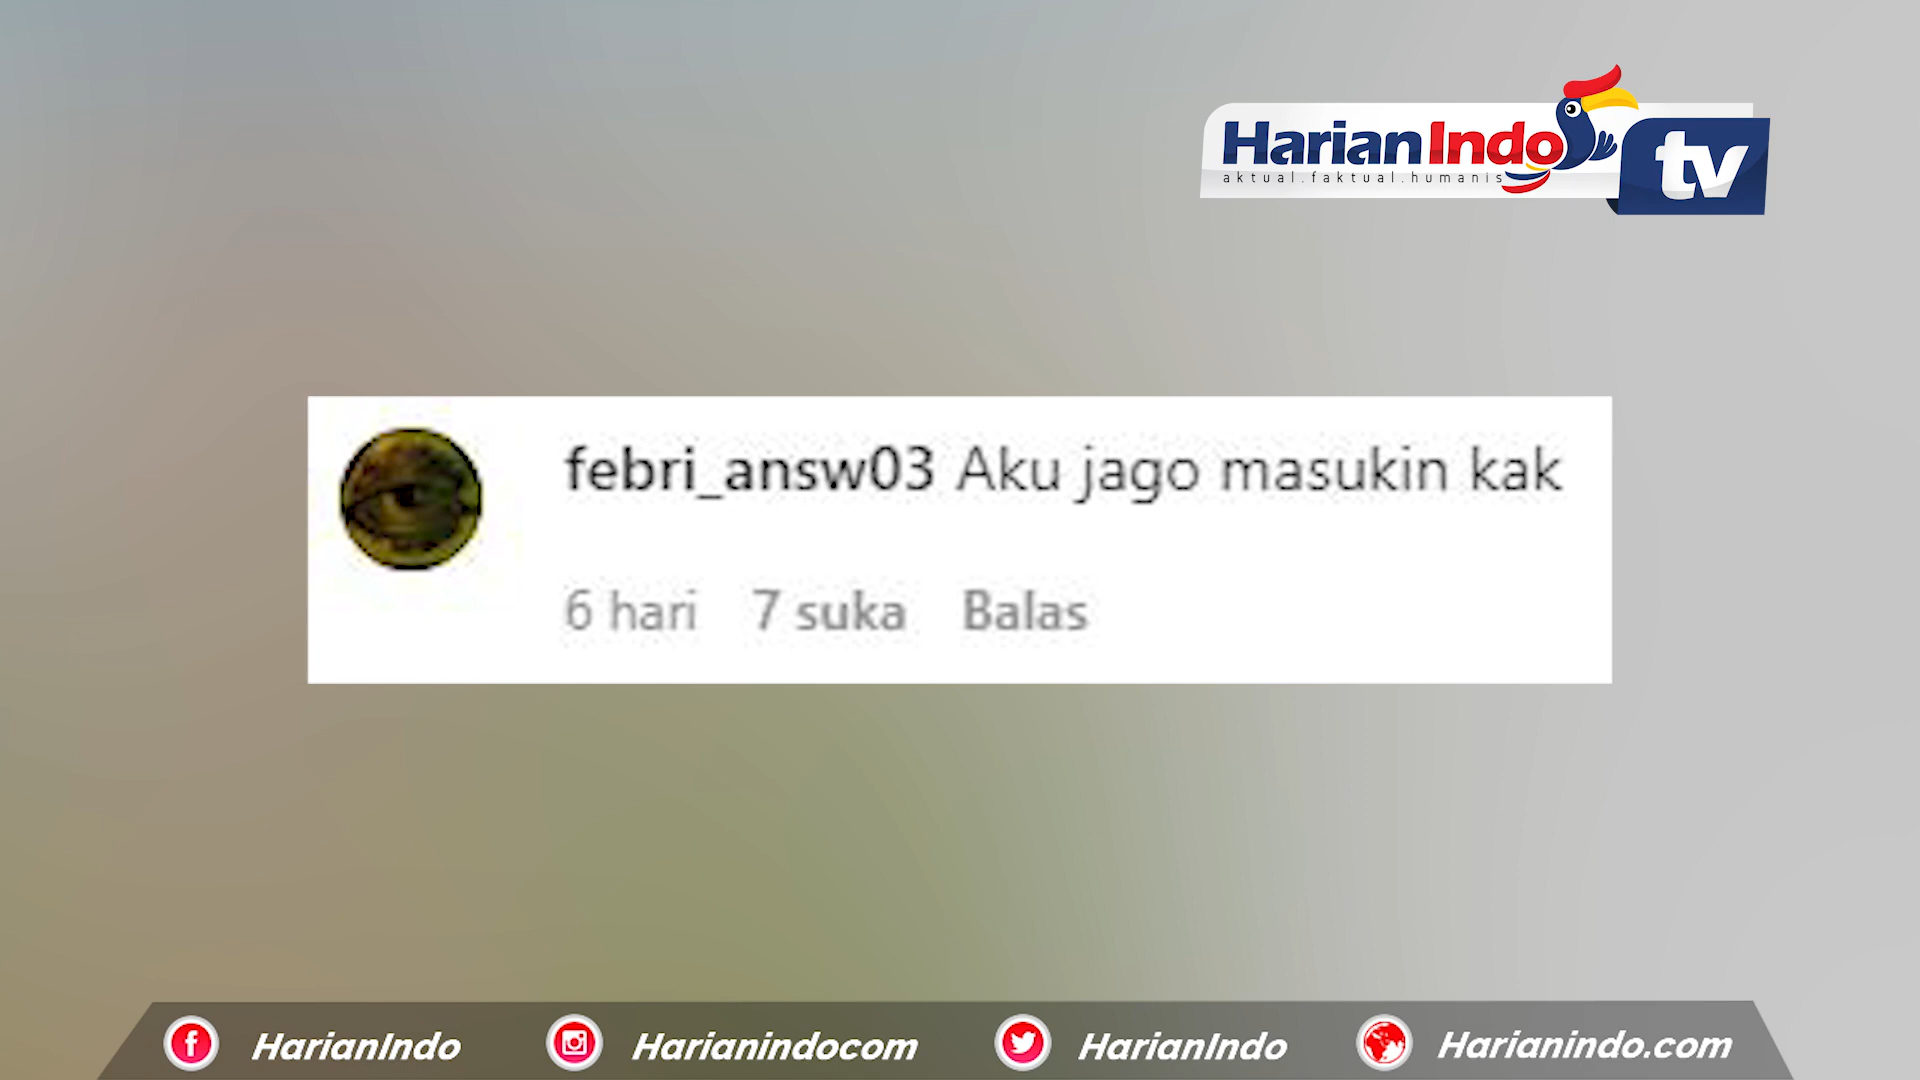 HarianIndo tv
aktual.faktual.humanis
febri_answ03 Aku jago masukin kak
6 hari 7 suka Balas
HarianIndo Harianindocom HarianIndo Harianindo.com